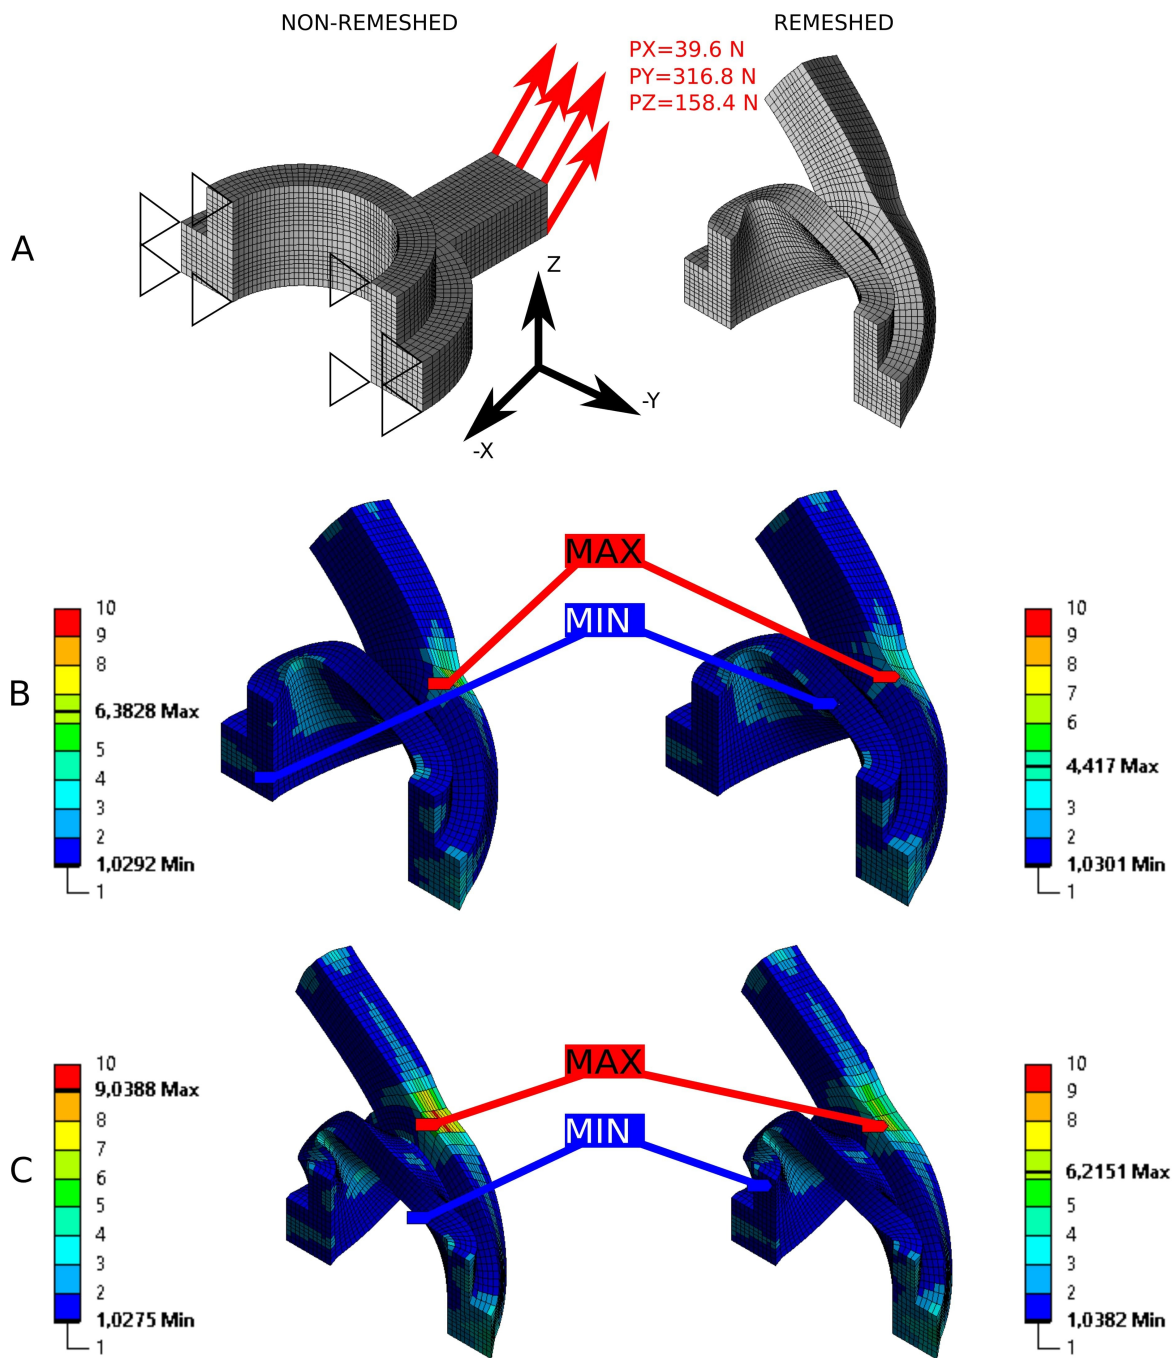 NON-REMESHED
REMESHED
PX=39.6 N
PY=316.8 N
PZ=158.4 N
A
Z
-Y
-X
B
MAX
MIN
10
9
8
6,3828 Max
5
4
3
2
1,0292 Min
1
10
9
8
7
6
4,417 Max
3
2
1,0301 Min
1
C
MAX
MIN
10
9,0388 Max
8
7
6
5
4
3
2
1,0275 Min
1
10
9
8
6,2151 Max
5
4
3
2
1,0382 Min
1